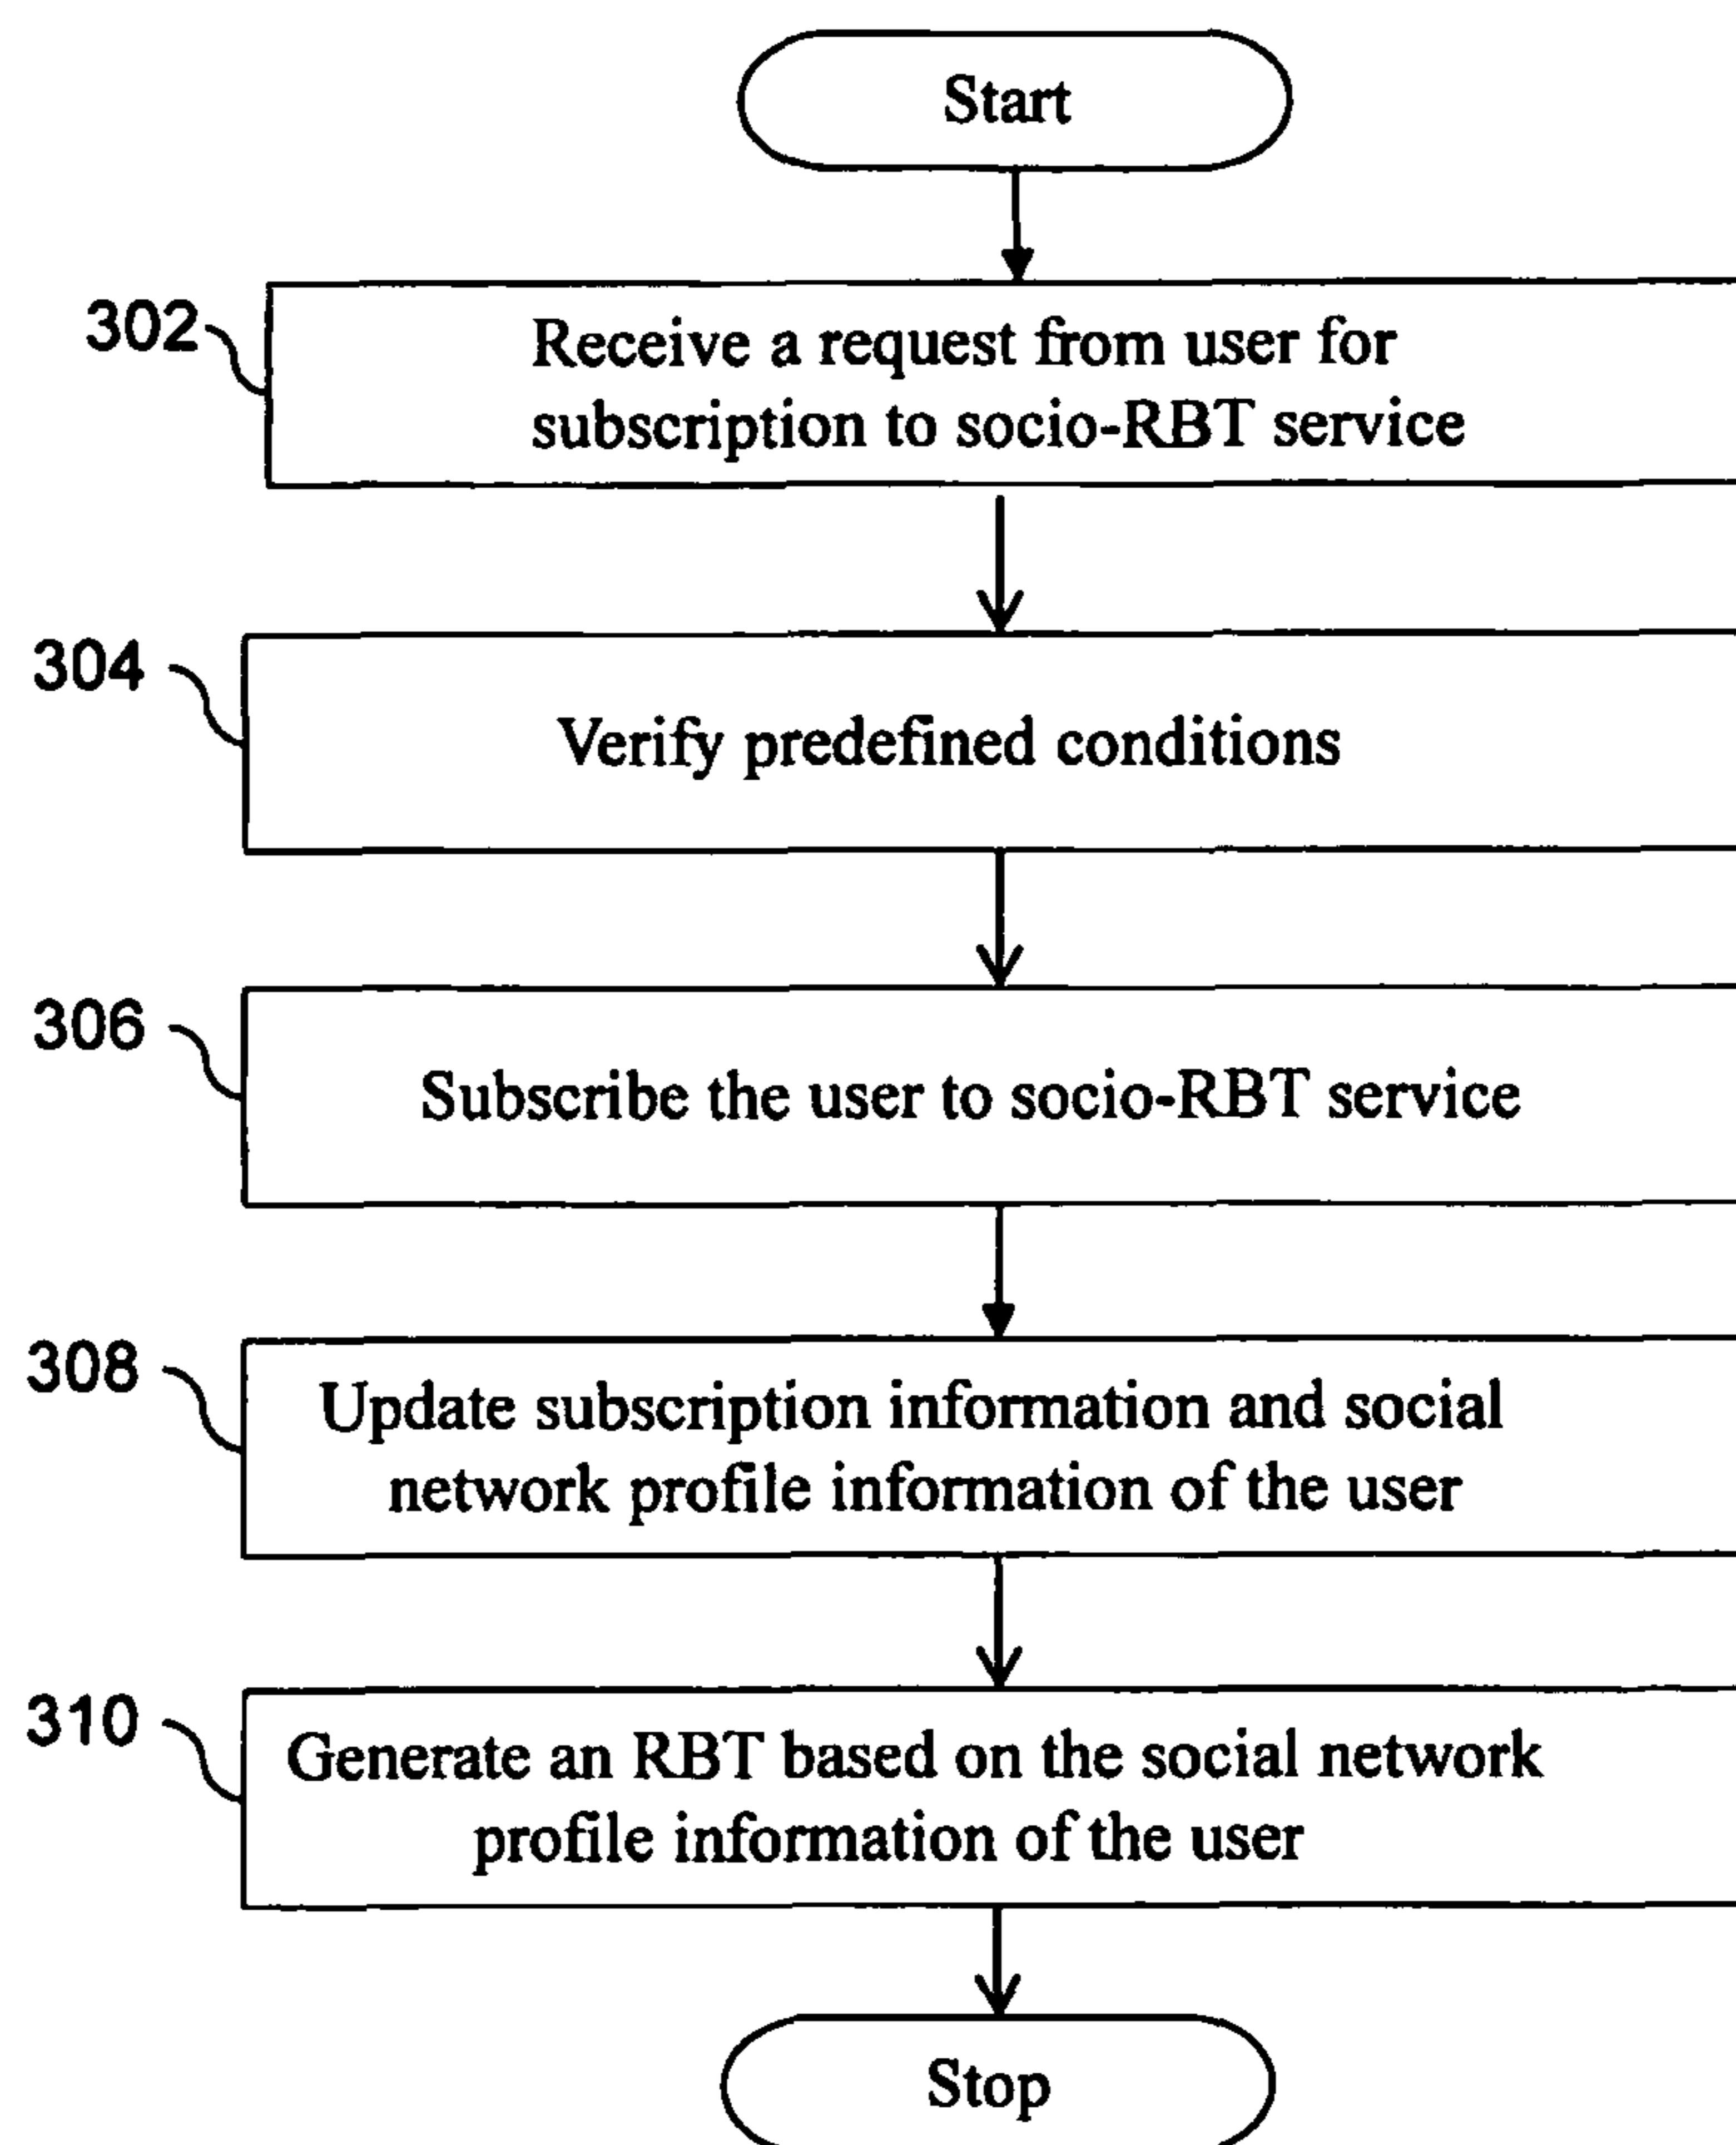 Start
302
Receive a request from user for
subscription to socio-RBT service
304
Verify predefined conditions
306
Subscribe the user to socio-RBT service
308
Update subscription information and social
network profile information of the user
310
Generate an RBT based on the social network
profile information of the user
Stop